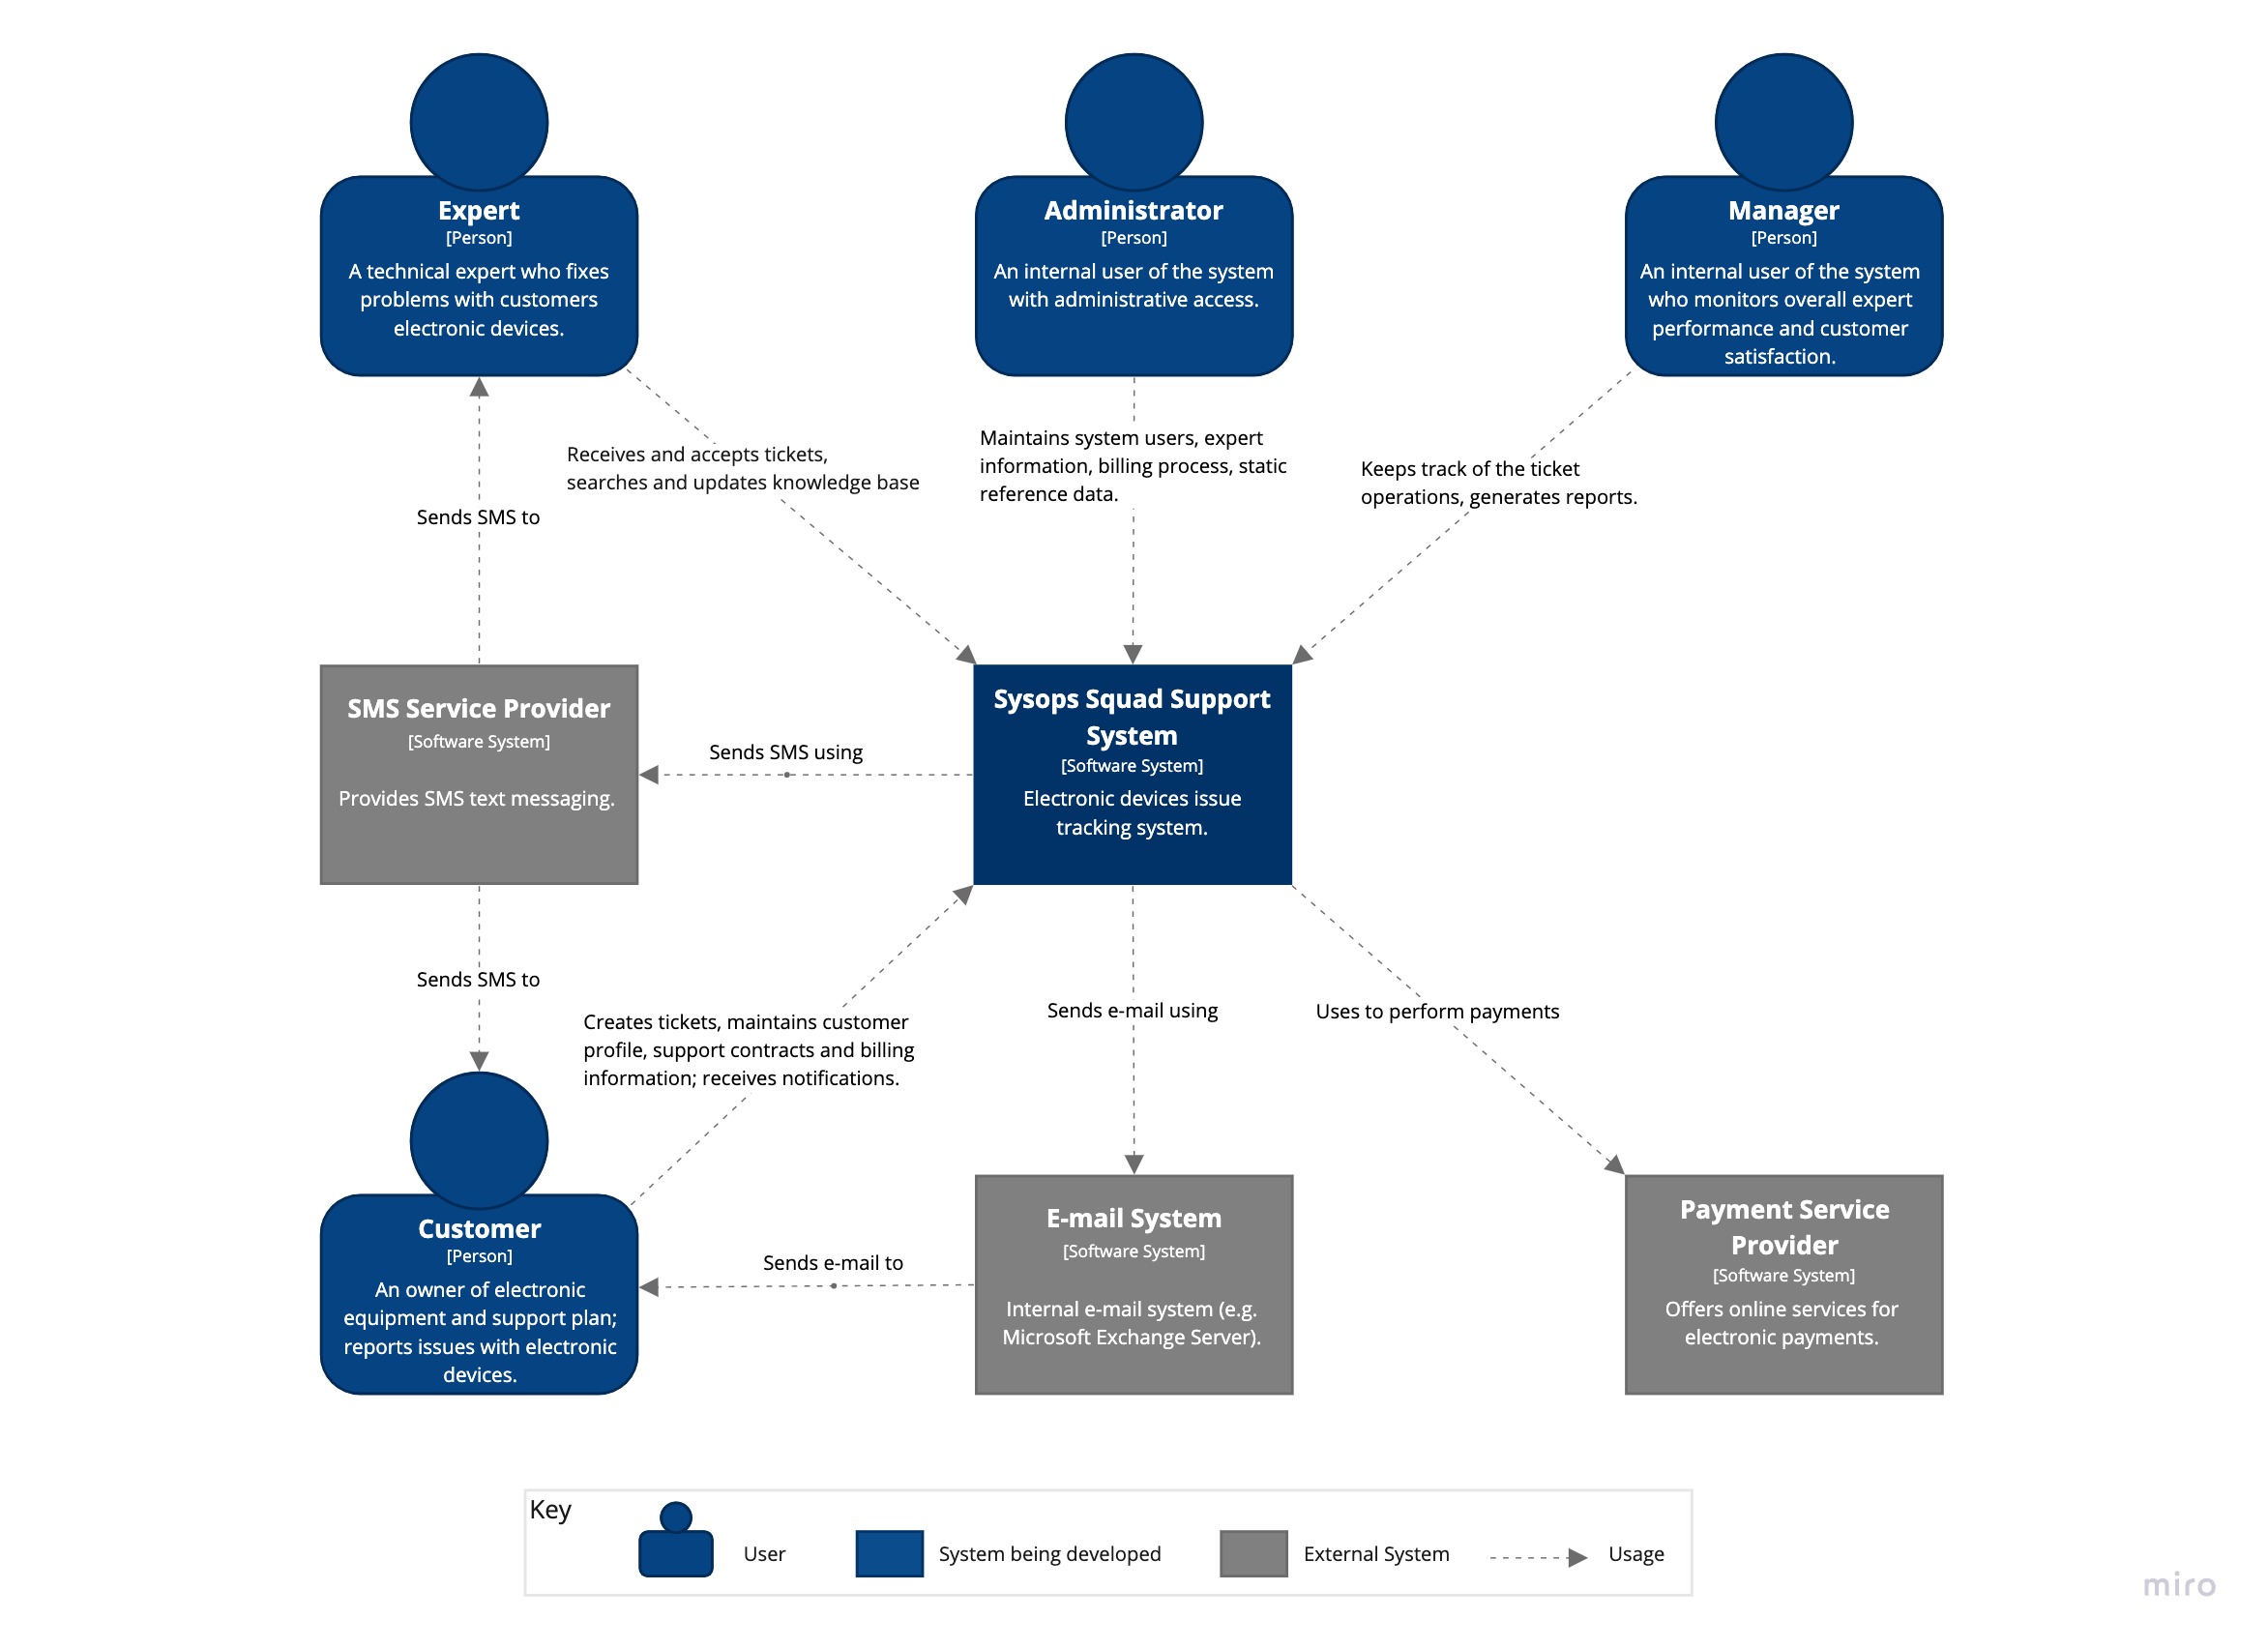 Expert
[Person]
A technical expert who fixes
problems with customers
electronic devices.
Administrator
[Person]
An internal user of the system
with administrative access.
Manager
[Person]
An internal user of the system
who monitors overall expert
performance and customer
satisfaction.
Receives and accepts tickets,
searches and updates knowledge base
Maintains system users, expert
information, billing process, static
reference data.
Keeps track of the ticket
operations, generates reports.
Sends SMS to
SMS Service Provider
[Software System]
Provides SMS text messaging.
Sends SMS using
Sysops Squad Support
System
[Software System]
Electronic devices issue
tracking system.
Sends SMS to
Creates tickets, maintains customer
profile, support contracts and billing
information; receives notifications.
Sends e-mail using
Uses to perform payments
Customer
[Person]
An owner of electronic
equipment and support plan;
reports issues with electronic
devices.
Sends e-mail to
E-mail System
[Software System]
Internal e-mail system (e.g.
Microsoft Exchange Server).
Payment Service
Provider
[Software System]
Offers online services for
electronic payments.
Key
User
System being developed
External System
Usage
miro